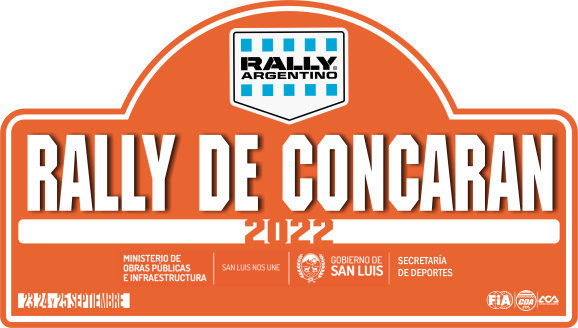 RALLY
ARGENTINO
RALLY DE CONCARAN
2022
MINISTERIO DE
OBRAS PÚBLICAS
E INFRAESTRUCTURA
SAN LUIS NOS UNE
GOBIERNO DE
SAN LUIS
SECRETARÍA
DE DEPORTES
23,24 y 25 SEPTIEMBRE
FIA
CDA